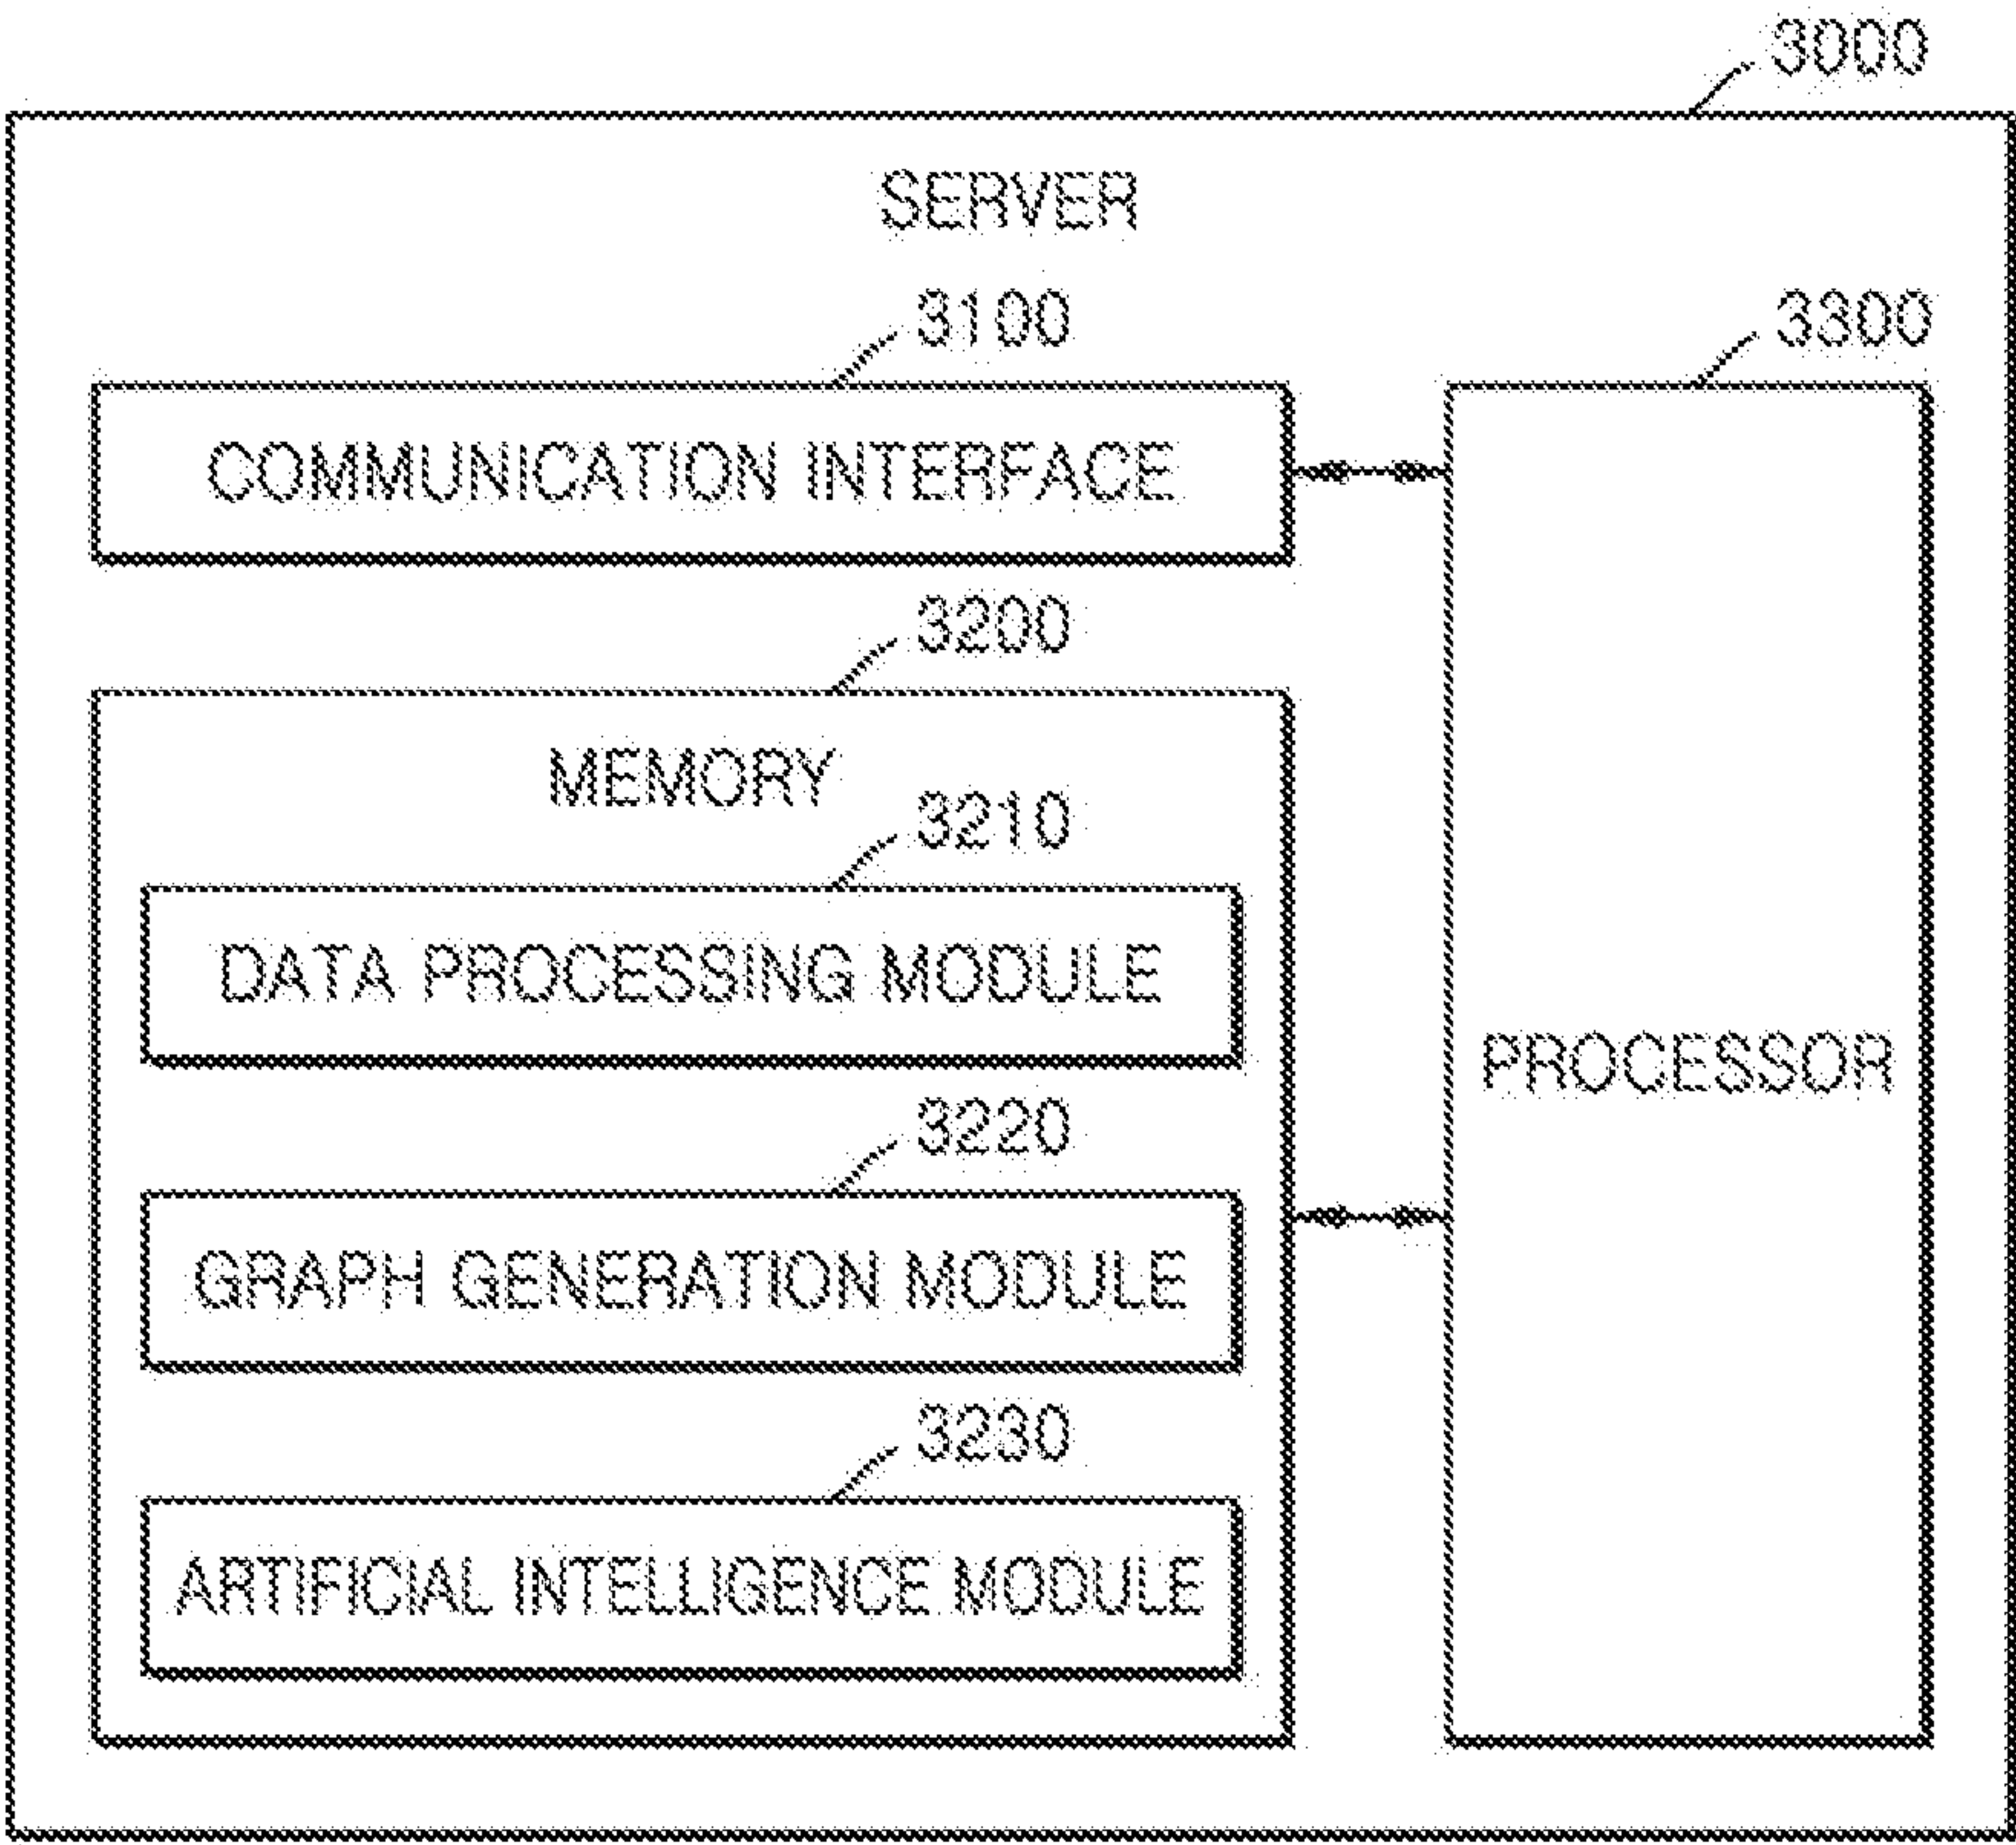 3000
SERVER
3100
3300
COMMUNICATION INTERFACE
3200
MEMORY
3210
DATA PROCESSING MODULE
PROCESSOR
3220
GRAPH GENERATION MODULE
3230
ARTIFICIAL INTELLIGENCE MODULE